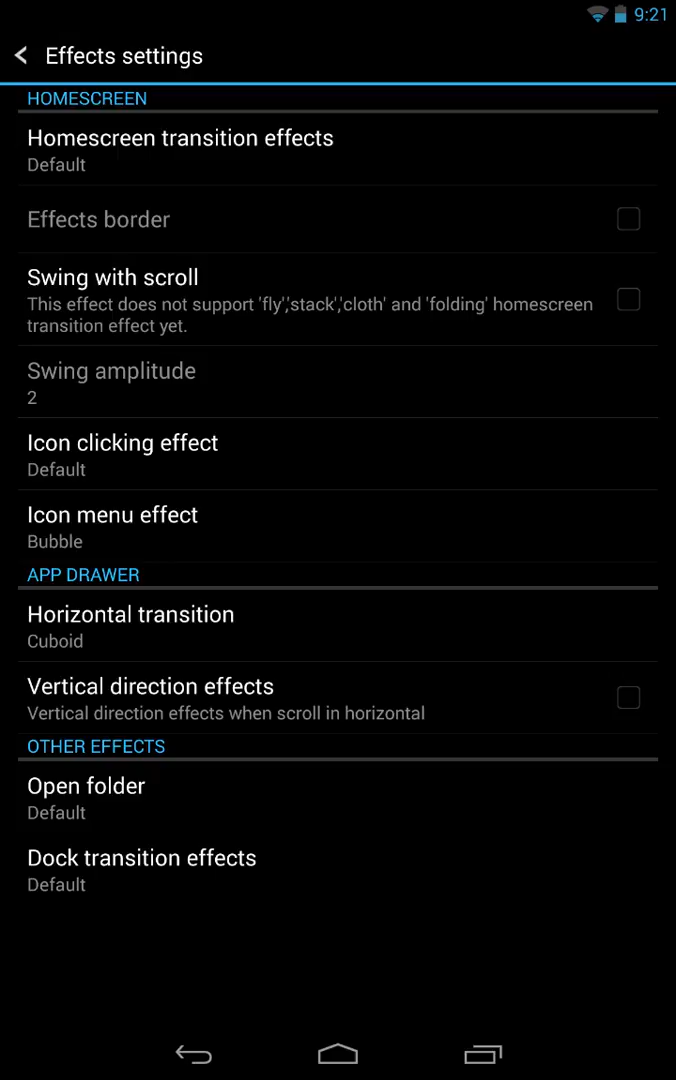 9:21
Effects settings
HOMESCREEN
Homescreen transition effects
Default
Effects border
Swing with scroll
This effect does not support 'fly','stack','cloth' and 'folding' homescreen
transition effect yet.
Swing amplitude
2
Icon clicking effect
Default
Icon menu effect
Bubble
APP DRAWER
Horizontal transition
Cuboid
Vertical direction effects
Vertical direction effects when scroll in horizontal
OTHER EFFECTS
Open folder
Default
Dock transition effects
Default